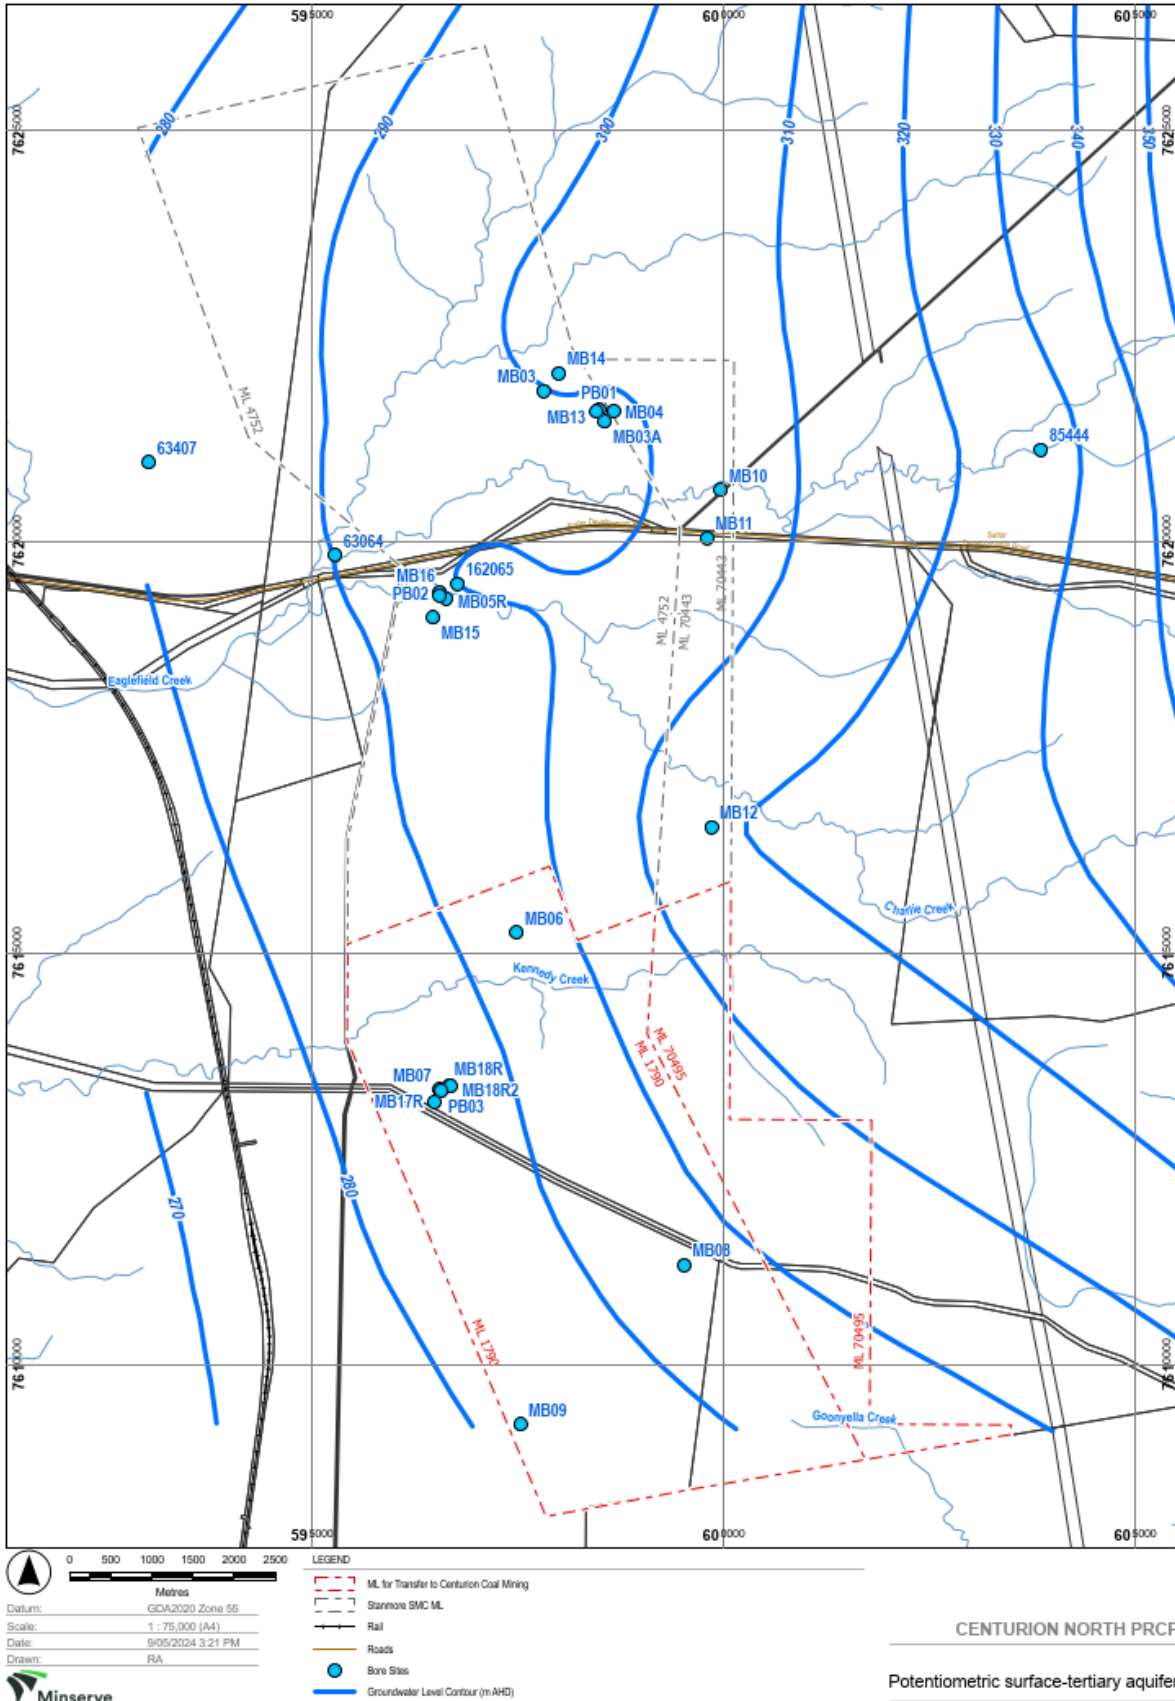 595000
600000
605000
7625000
7625000
280
290
300
310
320
330
340
350
ML 4752
MB14
MB03
PB01
MB13
MB04
MB03A
63407
85444
MB10
MB11
7620000
7620000
63064
162065
MB16
PB02
MB05R
MB15
ML 4752
ML 70443
ML 70443
Eaglefield Creek
MB12
Charlie Creek
MB06
Kennedy Creek
7615000
7615000
ML 70495
ML 1790
MB18R
MB07
MB18R2
MB17R
PB03
280
270
MB08
ML 1790
ML 70495
7610000
7610000
MB09
Goonyella Creek
595000
600000
605000
0 500 1000 1500 2000 2500
Metres
Datum: GDA2020 Zone 55
Scale: 1 : 75,000 (A4)
Date: 9/05/2024 3:21 PM
Drawn: RA
Minserve
LEGEND
ML for Transfer to Centurion Coal Mining
Stanmore SMC ML
Rail
Roads
Bore Sites
Groundwater Level Contour (m AHD)
CENTURION NORTH PRCP
Potentiometric surface-tertiary aquifer